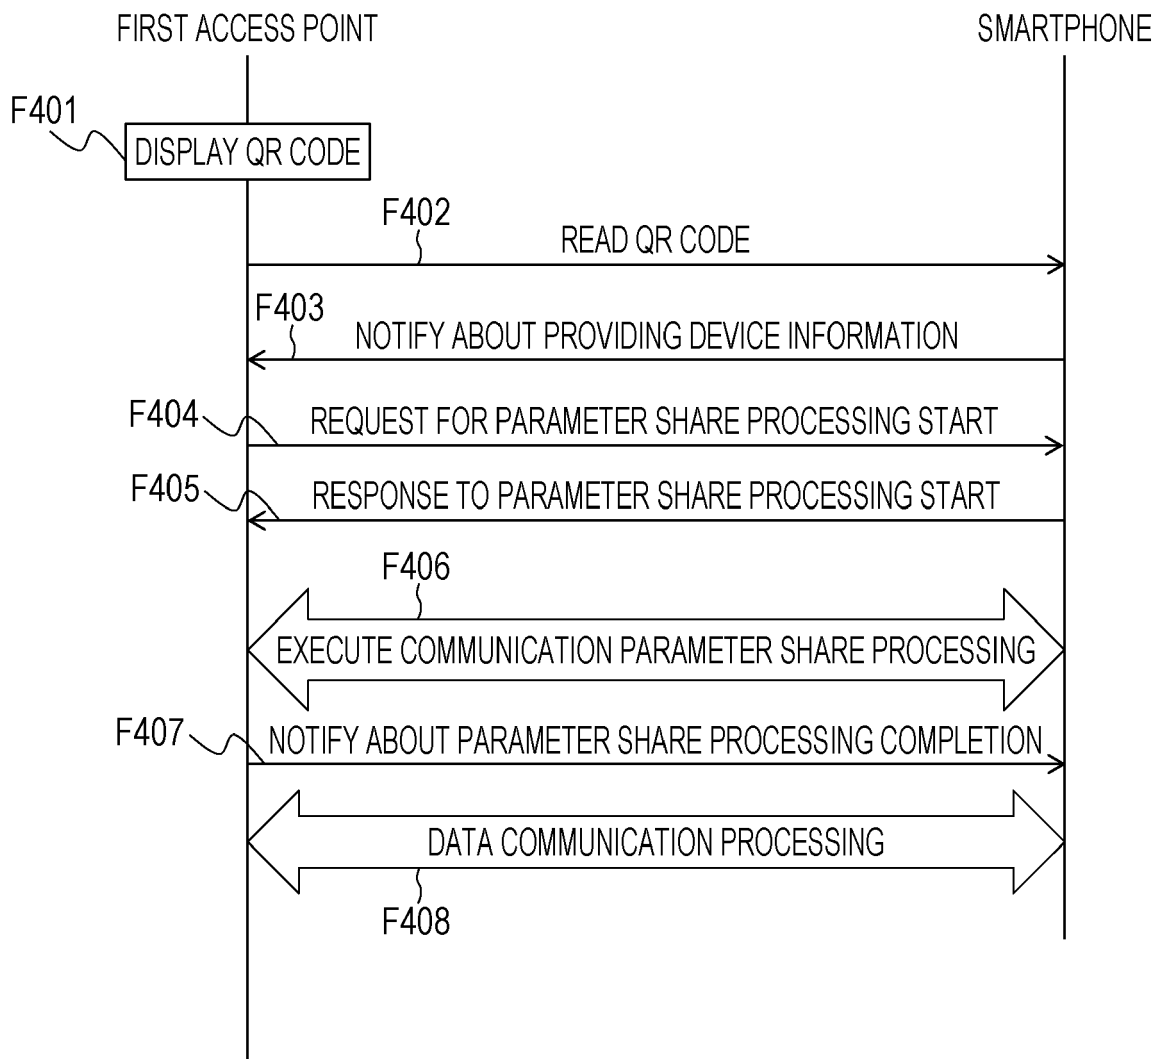 FIRST ACCESS POINT
SMARTPHONE
F401
DISPLAY QR CODE
F402
READ QR CODE
F403
NOTIFY ABOUT PROVIDING DEVICE INFORMATION
F404
REQUEST FOR PARAMETER SHARE PROCESSING START
F405
RESPONSE TO PARAMETER SHARE PROCESSING START
F406
EXECUTE COMMUNICATION PARAMETER SHARE PROCESSING
F407
NOTIFY ABOUT PARAMETER SHARE PROCESSING COMPLETION
DATA COMMUNICATION PROCESSING
F408